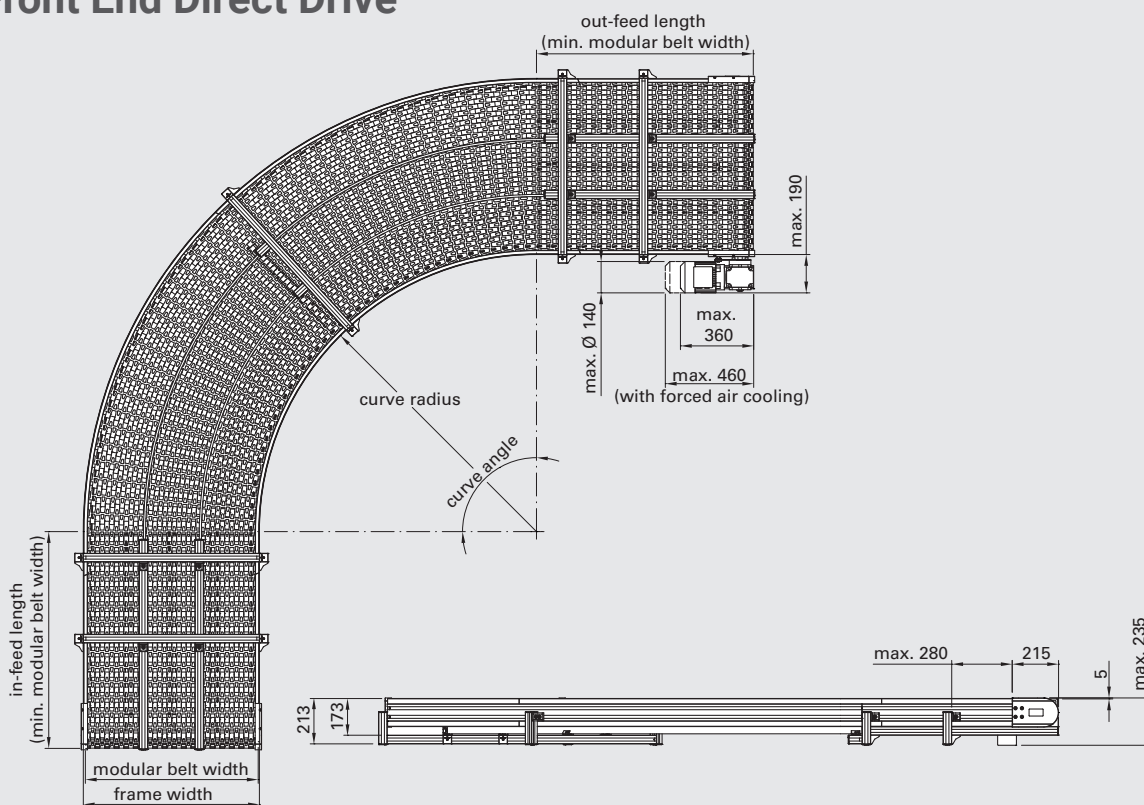 Front End Direct Drive
out-feed length
(min. modular belt width)
max. 190
max. Ø 140
max.
360
max. 460
(with forced air cooling)
curve radius
curve angle
in-feed length
(min. modular belt width)
modular belt width
frame width
213
173
max. 280
215
5
max. 235